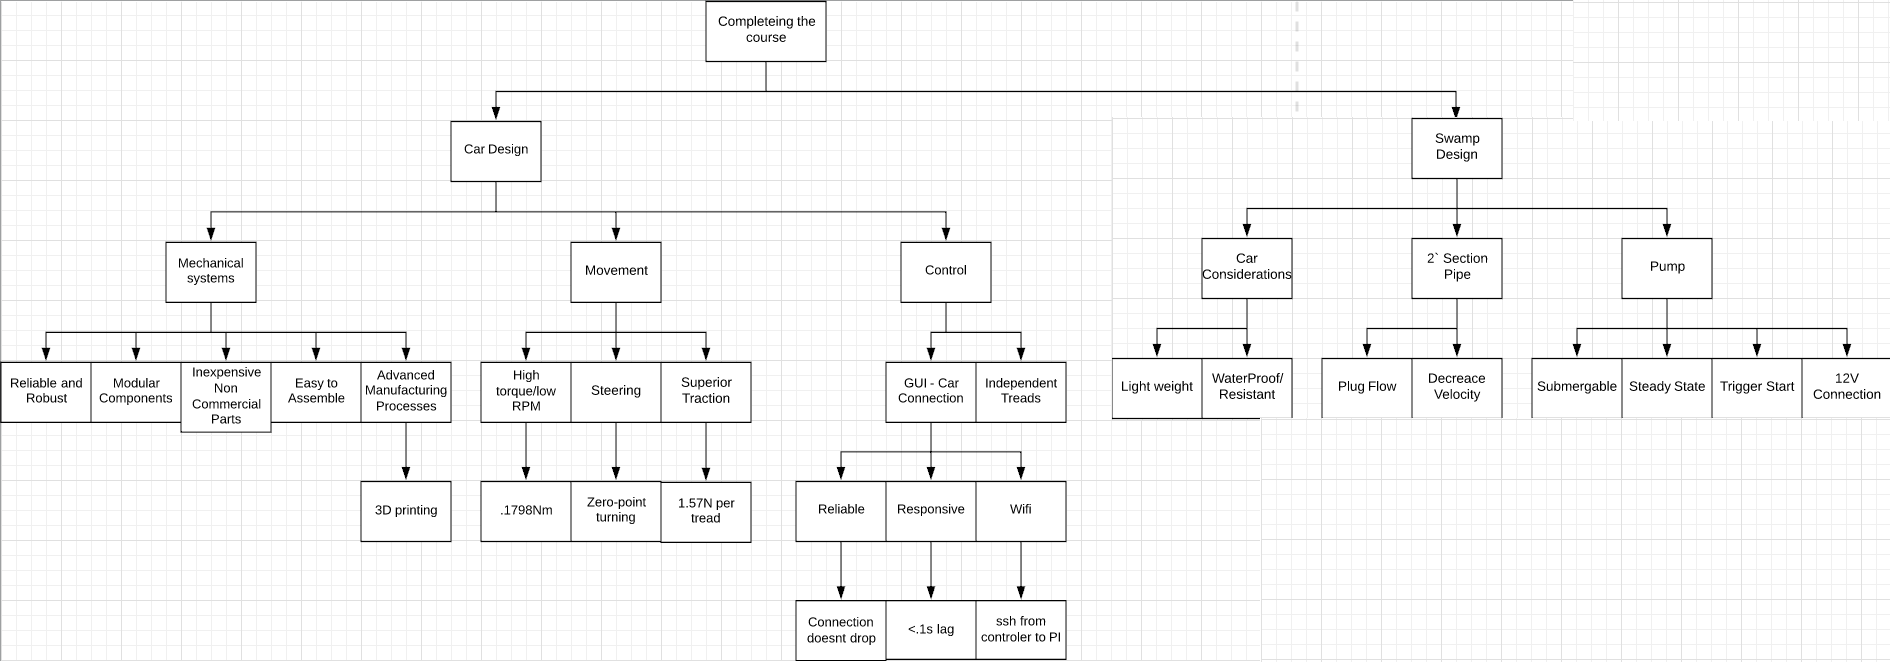 Completeing the
course
Car Design
Swamp
Design
Mechanical
systems
Movement
Control
Car
Considerations
2` Section
Pipe
Pump
Reliable and
Robust
Modular
Components
Inexpensive
Non
Commercial
Parts
Easy to
Assemble
Advanced
Manufacturing
Processes
High
torque/low
RPM
Steering
Superior
Traction
GUI - Car
Connection
Independent
Treads
Light weight
WaterProof/
Resistant
Plug Flow
Decreace
Velocity
Submergable
Steady State
Trigger Start
12V
Connection
3D printing
.1798Nm
Zero-point
turning
1.57N per
tread
Reliable
Responsive
Wifi
Connection
doesnt drop
<.1s lag
ssh from
controler to PI